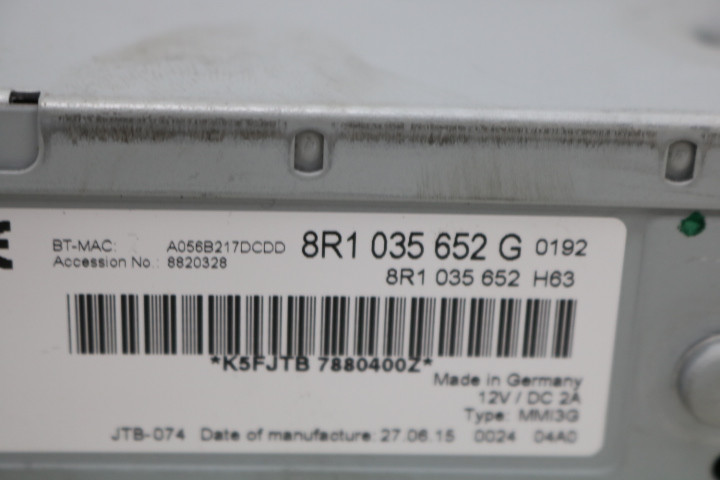 BT-MAC: A056B217DCDD 8R1 035 652 G 0192
Accession No.: 8820328 8R1 035 652 H63
*K5FJTB 7880400Z*
Made in Germany
12V / DC 2A
Type: MMI3G
JTB-074 Date of manufacture: 27.06.15 0024 04A0